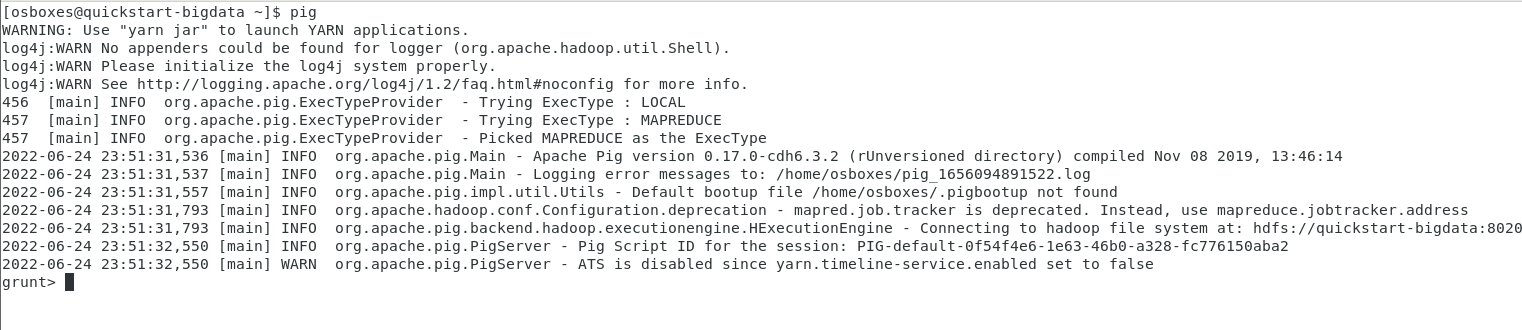 [osboxes@quickstart-bigdata ~]$ pig
WARNING: Use "yarn jar" to launch YARN applications.
log4j:WARN No appenders could be found for logger (org.apache.hadoop.util.Shell).
log4j:WARN Please initialize the log4j system properly.
log4j:WARN See http://logging.apache.org/log4j/1.2/faq.html#noconfig for more info.
456  [main] INFO  org.apache.pig.ExecTypeProvider  - Trying ExecType : LOCAL
457  [main] INFO  org.apache.pig.ExecTypeProvider  - Trying ExecType : MAPREDUCE
457  [main] INFO  org.apache.pig.ExecTypeProvider  - Picked MAPREDUCE as the ExecType
2022-06-24 23:51:31,536 [main] INFO  org.apache.pig.Main - Apache Pig version 0.17.0-cdh6.3.2 (rUnversioned directory) compiled Nov 08 2019, 13:46:14
2022-06-24 23:51:31,537 [main] INFO  org.apache.pig.Main - Logging error messages to: /home/osboxes/pig_1656094891522.log
2022-06-24 23:51:31,557 [main] INFO  org.apache.pig.impl.util.Utils - Default bootup file /home/osboxes/.pigbootup not found
2022-06-24 23:51:31,793 [main] INFO  org.apache.hadoop.conf.Configuration.deprecation - mapred.job.tracker is deprecated. Instead, use mapreduce.jobtracker.address
2022-06-24 23:51:31,793 [main] INFO  org.apache.pig.backend.hadoop.executionengine.HExecutionEngine - Connecting to hadoop file system at: hdfs://quickstart-bigdata:8020
2022-06-24 23:51:32,550 [main] INFO  org.apache.pig.PigServer - Pig Script ID for the session: PIG-default-0f54f4e6-1e63-46b0-a328-fc776150aba2
2022-06-24 23:51:32,550 [main] WARN  org.apache.pig.PigServer - ATS is disabled since yarn.timeline-service.enabled set to false
grunt>